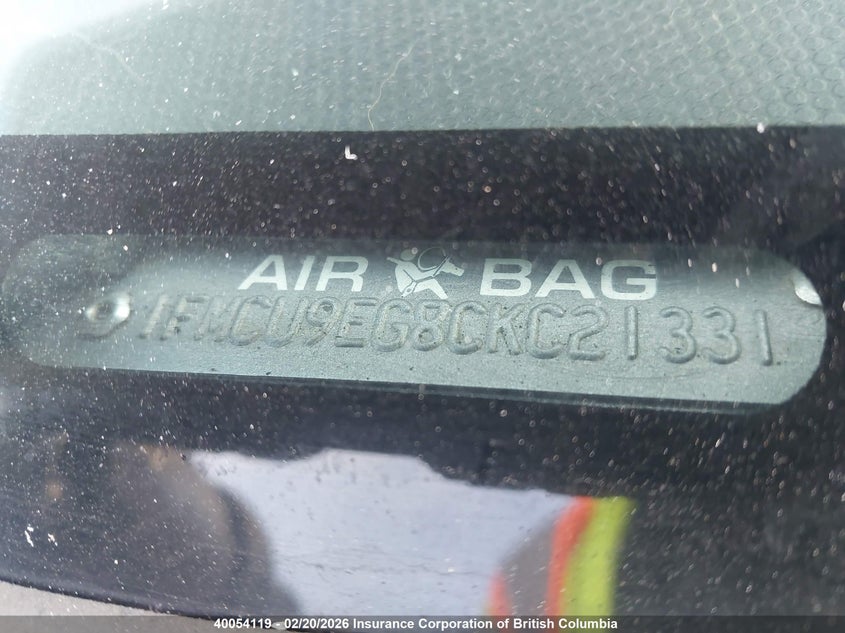 AIR BAG
1FMCU9EG8CKC21331
40054119 - 02/20/2026 Insurance Corporation of British Columbia